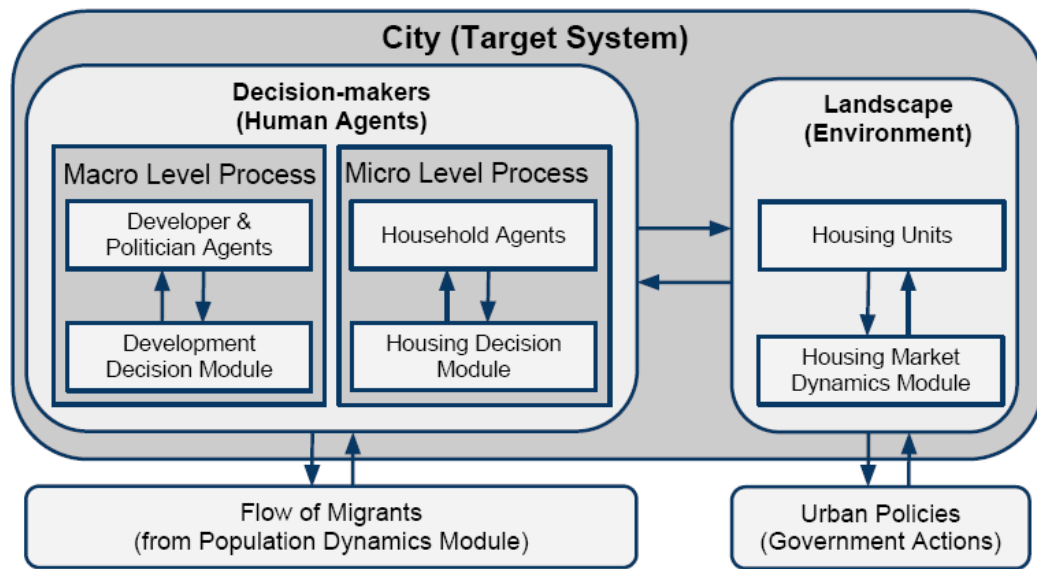 City (Target System)
Decision-makers
(Human Agents)
Macro Level Process
Developer &
Politician Agents
Development
Decision Module
Micro Level Process
Household Agents
Housing Decision
Module
Landscape
(Environment)
Housing Units
Housing Market
Dynamics Module
Flow of Migrants
(from Population Dynamics Module)
Urban Policies
(Government Actions)